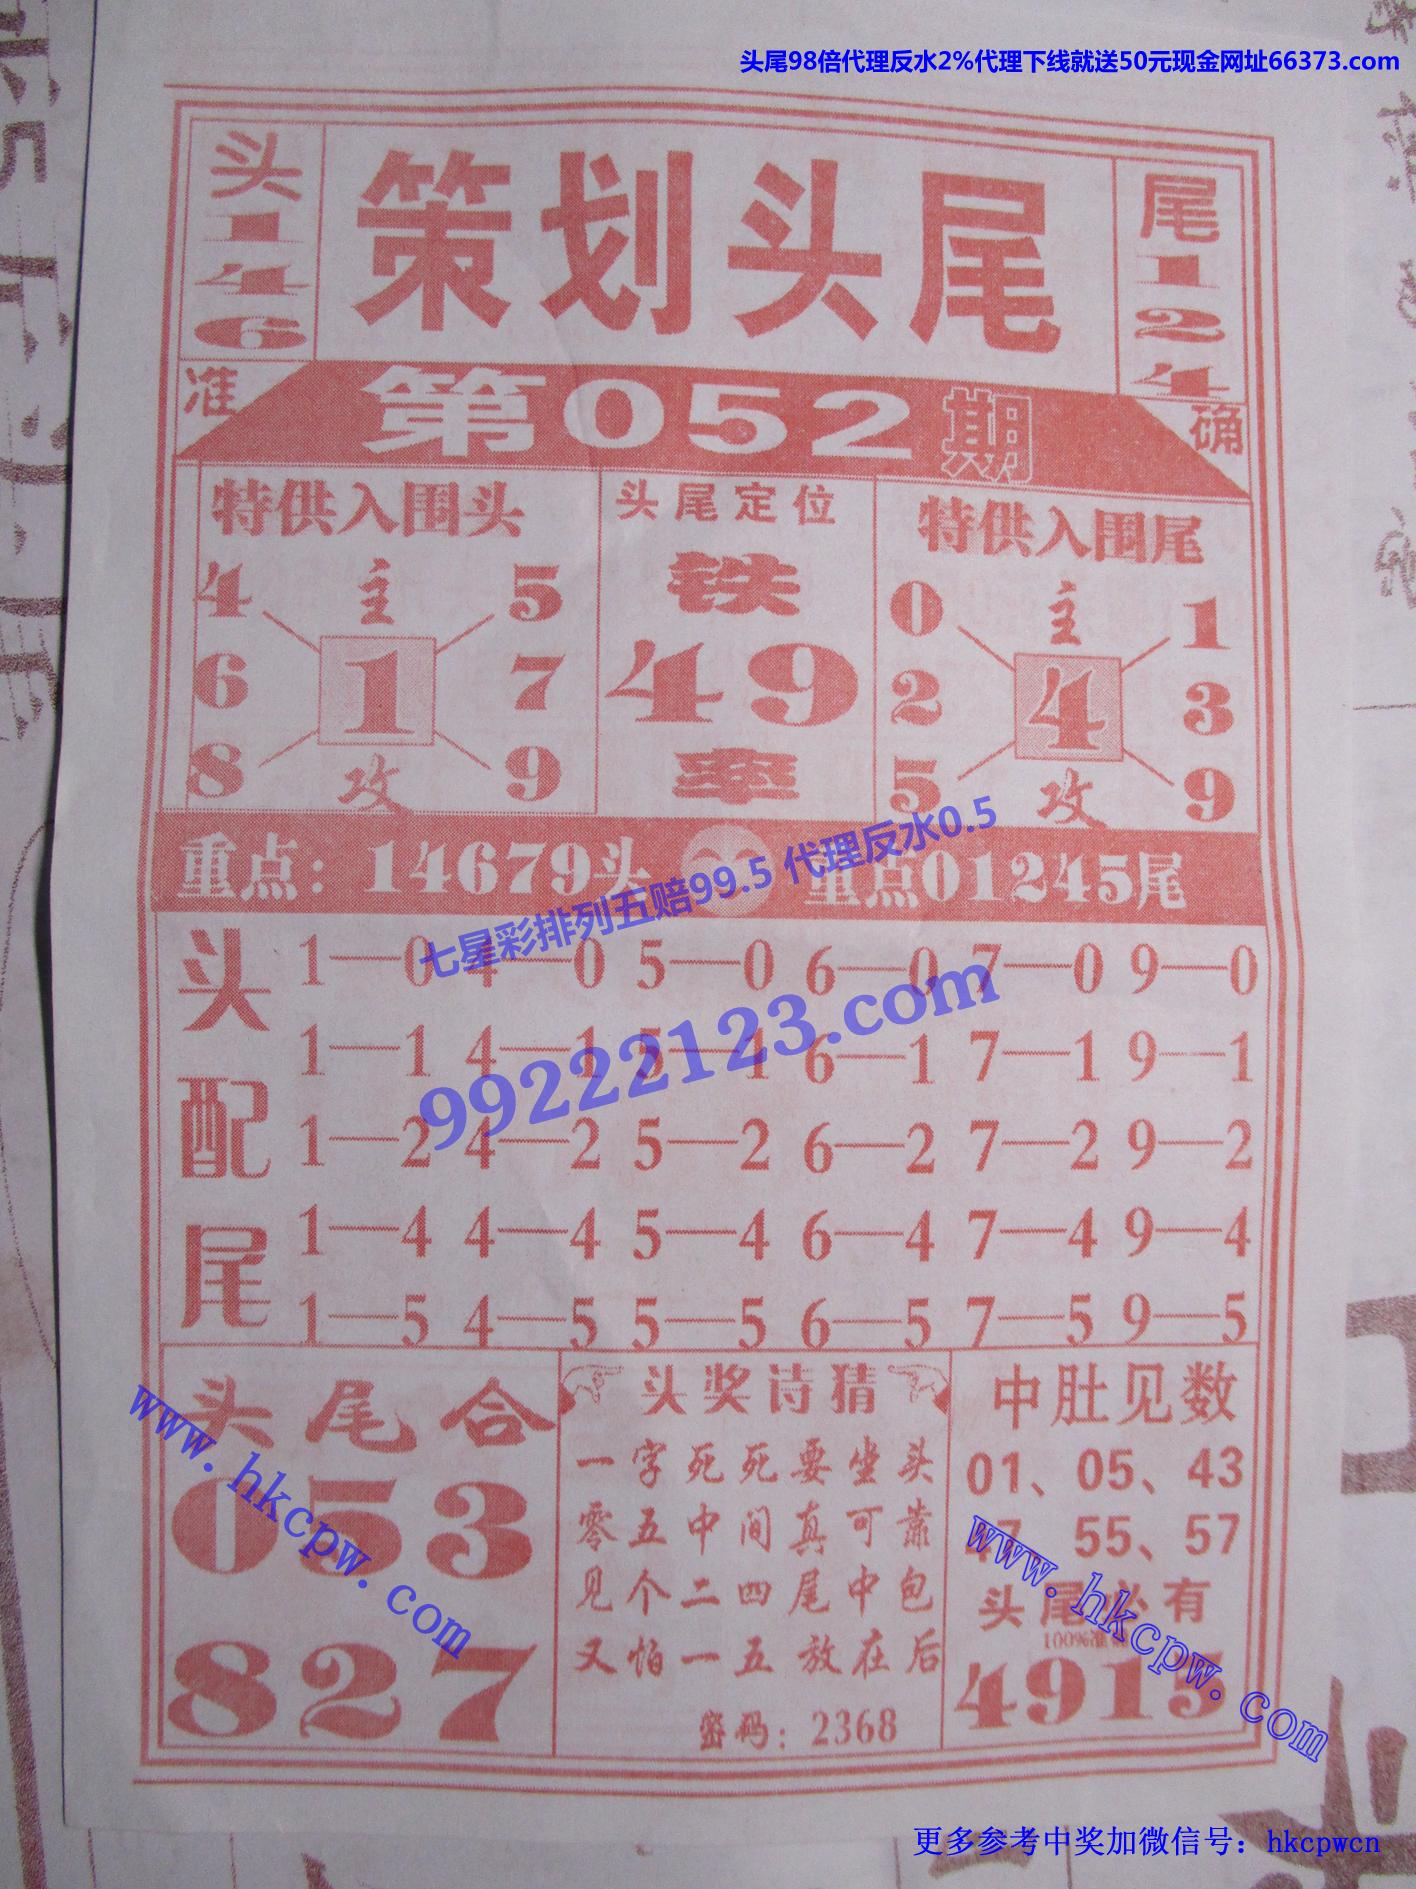 头尾98倍代理反水2%代理下线就送50元现金网址66373.com
头
1
4
6
策划头尾
尾
1
2
4
准
第052期
确
特供入围头
4 主 5
6 1 7
8 攻 9
头尾定位
铁
49
率
特供入围尾
0 主 1
2 4 3
5 攻 9
重点：14679头
重点01245尾
七星彩排列五赔99.5 代理反水0.5
99222123.com
头配尾
1—0 4—0 5—0 6—0 7—0 9—0
1—1 4—1 5—1 6—1 7—1 9—1
1—2 4—2 5—2 6—2 7—2 9—2
1—4 4—4 5—4 6—4 7—4 9—4
1—5 4—5 5—5 6—5 7—5 9—5
头尾合
053
827
www.hkcpw.com
头奖诗猜
一字死死要坐头
零五中间真可靠
见个二四尾中包
又怕一五放在后
密码：2368
中肚见数
01、05、43
47、55、57
头尾必有
4915
www.hkcpw.com
更多参考中奖加微信号：hkcpwcn